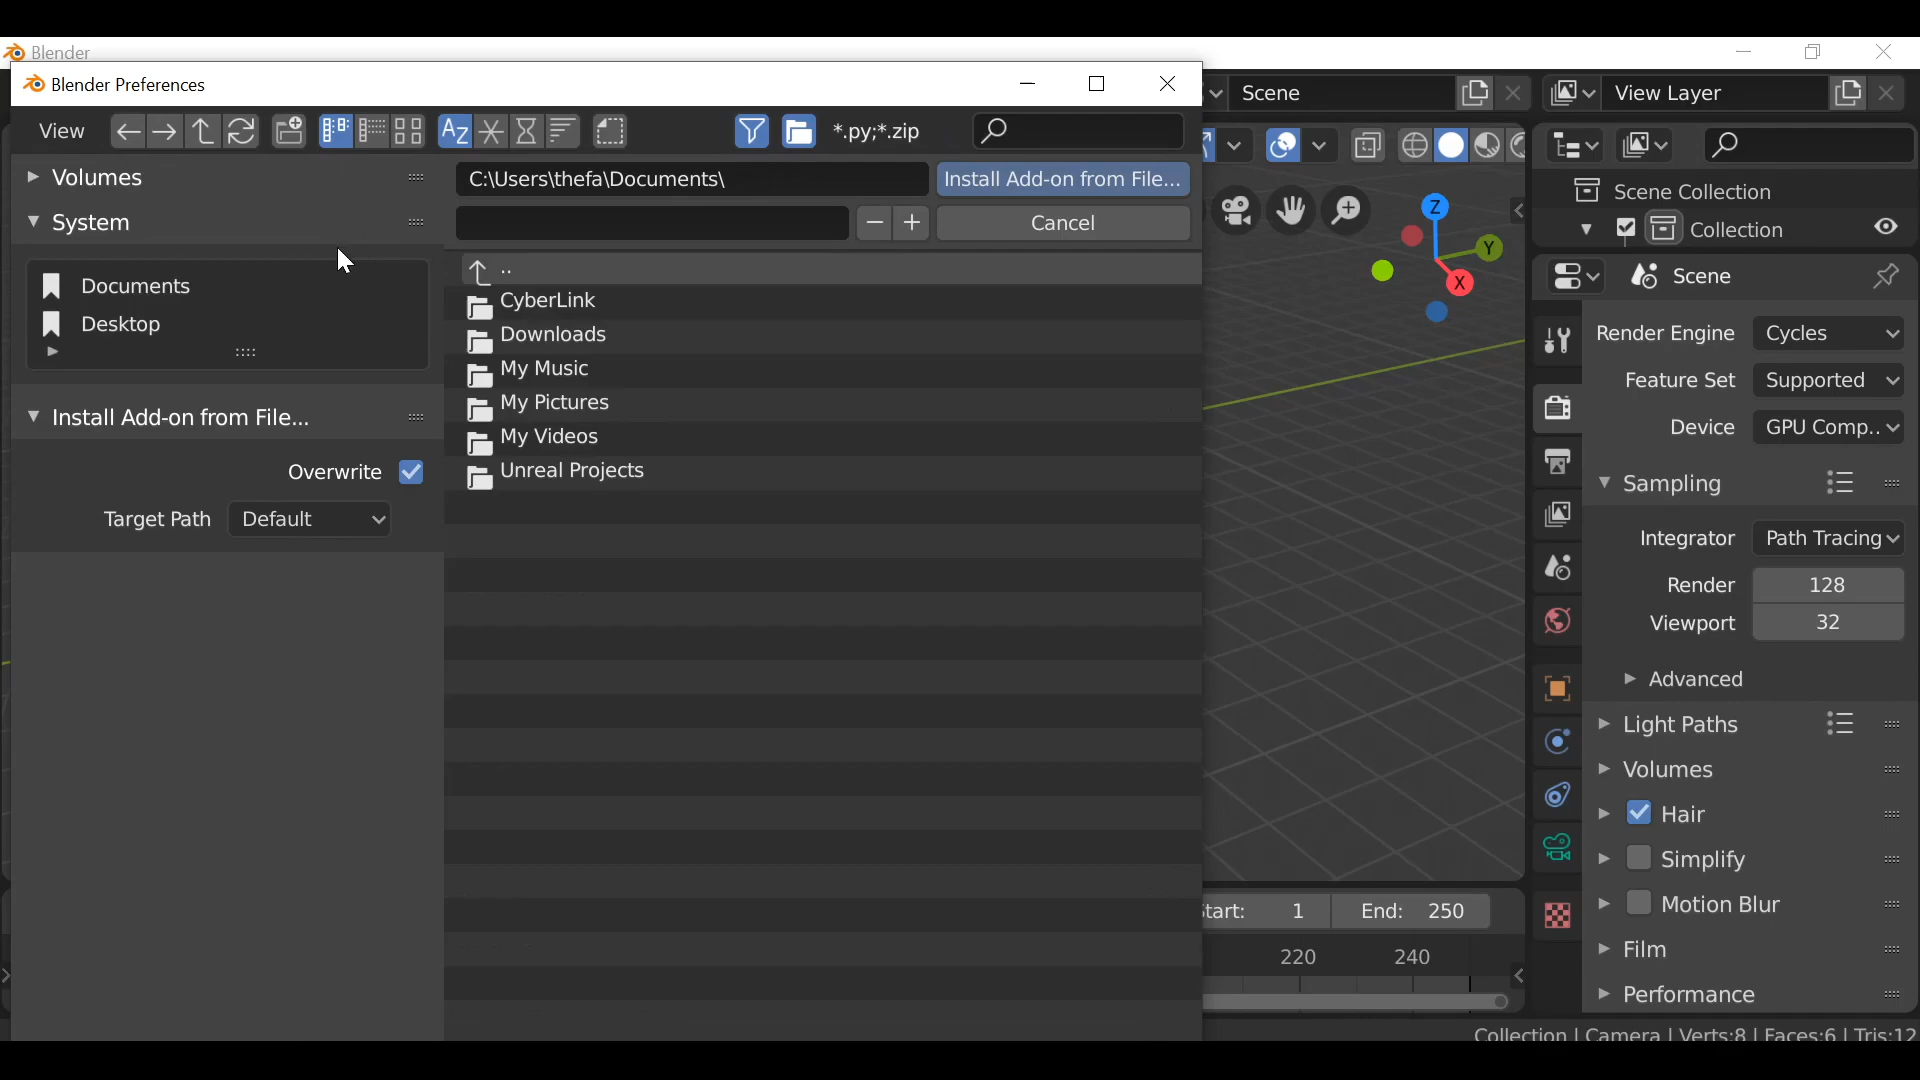 Blender
Blender Preferences
Scene
View Layer
View
*.py;*.zip
Volumes
C:\Users\thefa\Documents\
Install Add-on from File...
System
Cancel
Documents
Desktop
Install Add-on from File...
Overwrite
Target Path
Default
..
CyberLink
Downloads
My Music
My Pictures
My Videos
Unreal Projects
Z
Y
X
Scene Collection
Collection
Scene
Render Engine
Cycles
Feature Set
Supported
Device
GPU Comp..
Sampling
Integrator
Path Tracing
Render
128
Viewport
32
Advanced
Light Paths
Volumes
Hair
Simplify
Motion Blur
Film
Performance
Start: 1
End: 250
220 240
Collection | Camera | Verts:8 | Faces:6 | Tris:12